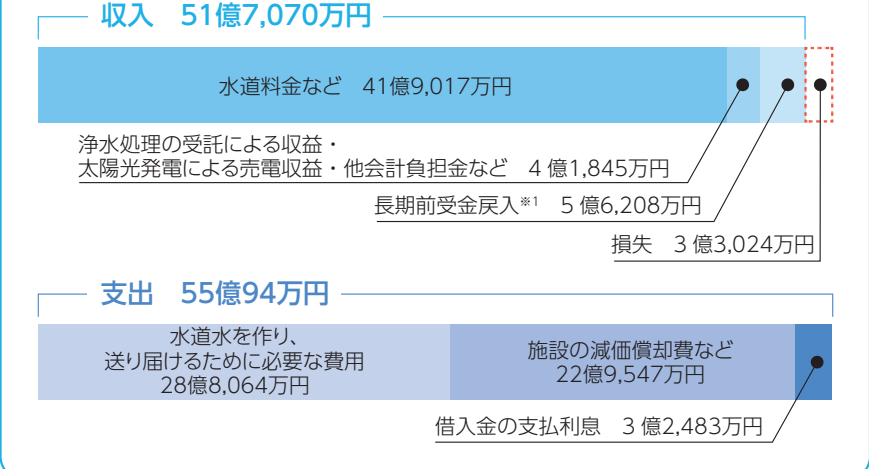 収入 51億7,070万円
水道料金など 41億9,017万円
浄水処理の受託による収益・
太陽光発電による売電収益・他会計負担金など 4億1,845万円
長期前受金戻入※1 5億6,208万円
損失 3億3,024万円
支出 55億94万円
水道水を作り、
送り届けるために必要な費用
28億8,064万円
施設の減価償却費など
22億9,547万円
借入金の支払利息 3億2,483万円